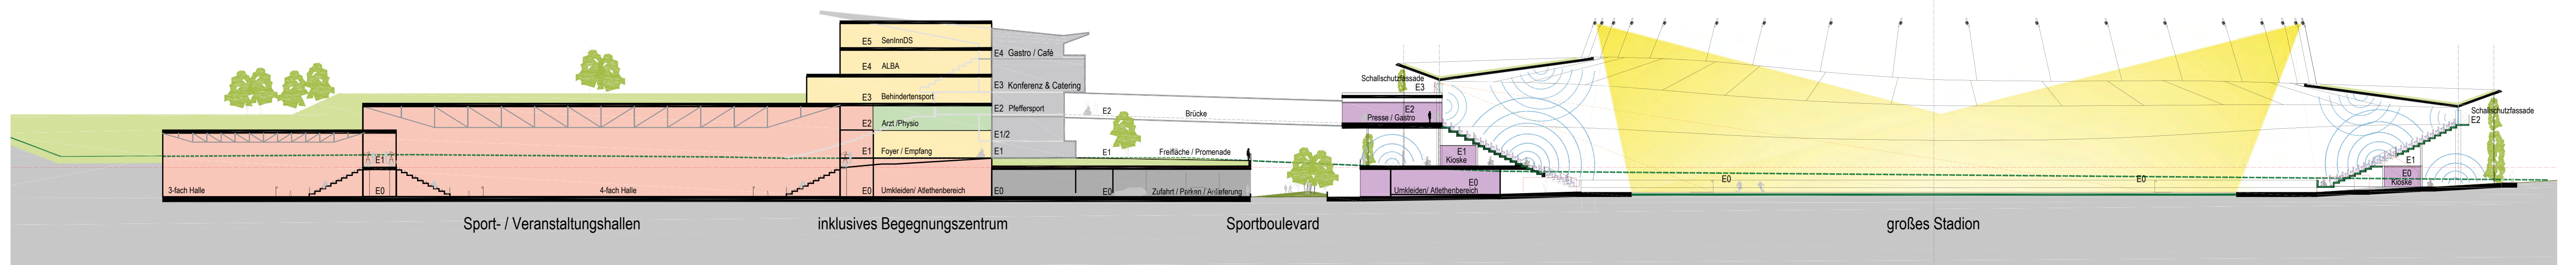 E5 SenInnDS
E4 ALBA
E3 Behindertensport
E2 Arzt /Physio
E1 Foyer / Empfang
E0 Umkleiden/ Atlethenbereich
E4 Gastro / Café
E3 Konferenz & Catering
E2 Pfeffersport
E1/2
E1
E0
3-fach Halle
E1
E0
4-fach Halle
E2
Brücke
E1
Freifläche / Promenade
E0
Zufahrt / Parken / Anlieferung
Schallschutzfassade
E3
E2
Presse / Gastro
E1
Kioske
E0
Umkleiden/ Atlethenbereich
E0
E0
Schallschutzfassade
E2
E1
E0
Kioske
Sport- / Veranstaltungshallen
inklusives Begegnungszentrum
Sportboulevard
großes Stadion